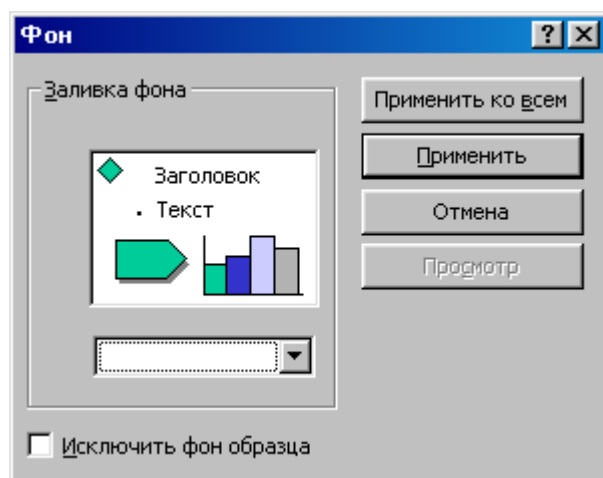 Фон
Заливка фона
Заголовок
. Текст
Применить ко всем
Применить
Отмена
Просмотр
Исключить фон образца